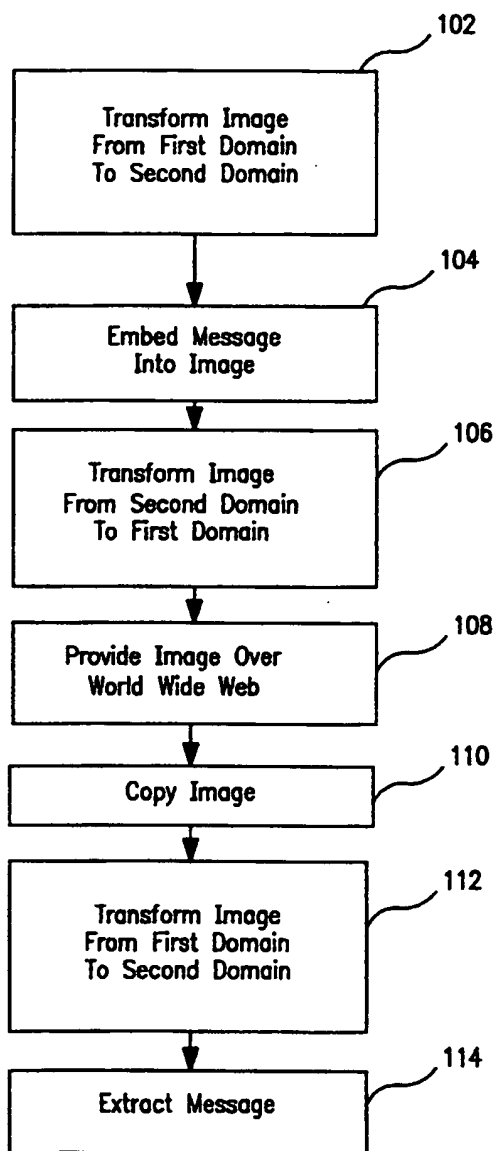 102
Transform Image
From First Domain
To Second Domain
104
Embed Message
Into Image
106
Transform Image
From Second Domain
To First Domain
108
Provide Image Over
World Wide Web
110
Copy Image
112
Transform Image
From First Domain
To Second Domain
114
Extract Message